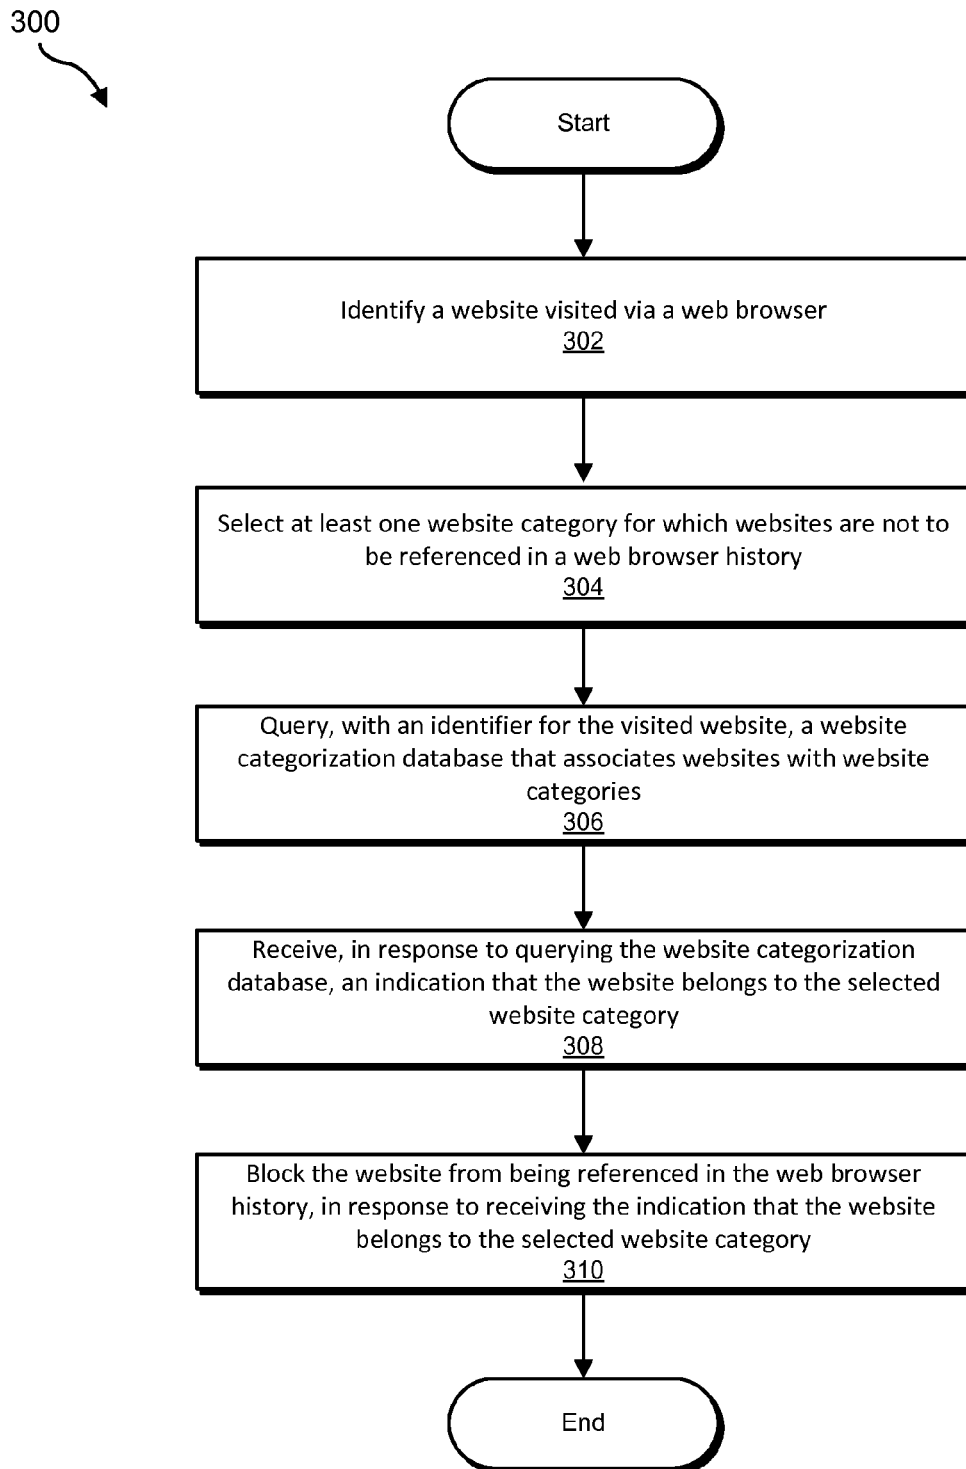 300
Start
Identify a website visited via a web browser
302
Select at least one website category for which websites are not to
be referenced in a web browser history
304
Query, with an identifier for the visited website, a website
categorization database that associates websites with website
categories
306
Receive, in response to querying the website categorization
database, an indication that the website belongs to the selected
website category
308
Block the website from being referenced in the web browser
history, in response to receiving the indication that the website
belongs to the selected website category
310
End